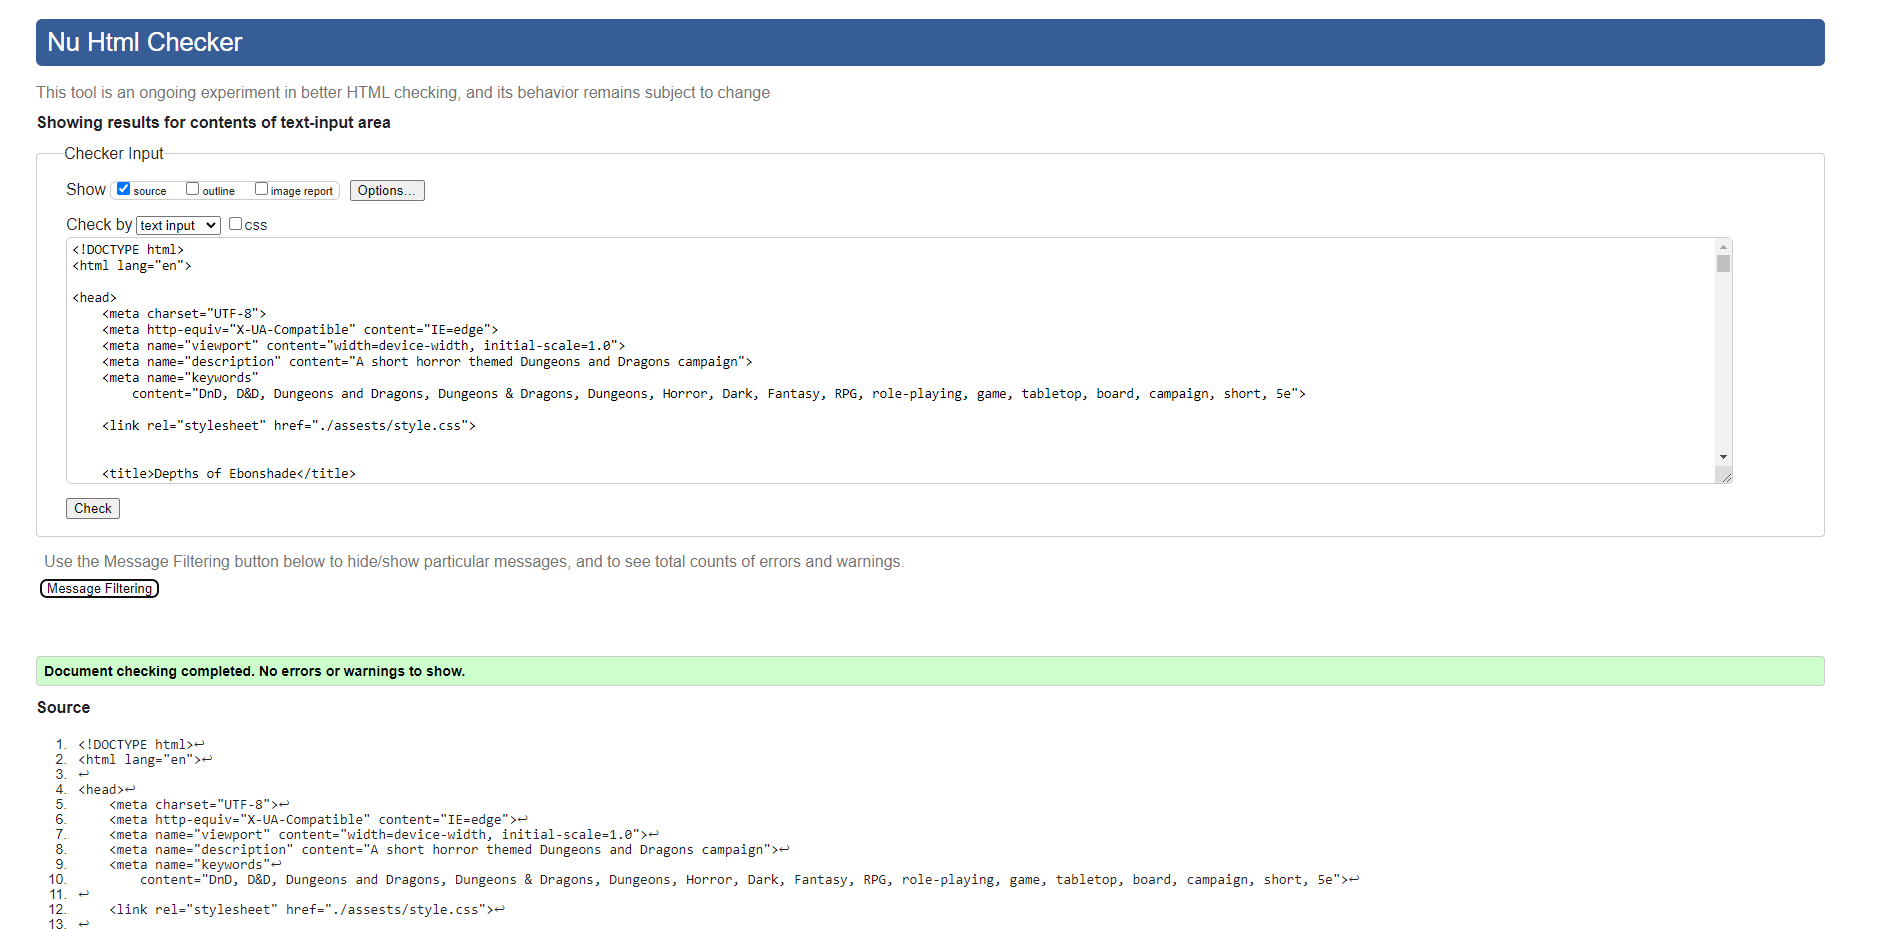 Nu Html Checker
This tool is an ongoing experiment in better HTML checking, and its behavior remains subject to change
Showing results for contents of text-input area
Checker Input
Show source outline image report Options...
Check by text input css
<!DOCTYPE html>
<html lang="en">
<head>
<meta charset="UTF-8">
<meta http-equiv="X-UA-Compatible" content="IE=edge">
<meta name="viewport" content="width=device-width, initial-scale=1.0">
<meta name="description" content="A short horror themed Dungeons and Dragons campaign">
<meta name="keywords"
content="DnD, D&D, Dungeons and Dragons, Dungeons & Dragons, Dungeons, Horror, Dark, Fantasy, RPG, role-playing, game, tabletop, board, campaign, short, 5e">
<link rel="stylesheet" href="./assests/style.css">
<title>Depths of Ebonshade</title>
Check
Use the Message Filtering button below to hide/show particular messages, and to see total counts of errors and warnings.
Message Filtering
Document checking completed. No errors or warnings to show.
Source
1. <!DOCTYPE html>↩
2. <html lang="en">↩
3. ↩
4. <head>↩
5. <meta charset="UTF-8">↩
6. <meta http-equiv="X-UA-Compatible" content="IE=edge">↩
7. <meta name="viewport" content="width=device-width, initial-scale=1.0">↩
8. <meta name="description" content="A short horror themed Dungeons and Dragons campaign">↩
9. <meta name="keywords"↩
10. content="DnD, D&D, Dungeons and Dragons, Dungeons & Dragons, Dungeons, Horror, Dark, Fantasy, RPG, role-playing, game, tabletop, board, campaign, short, 5e">↩
11. ↩
12. <link rel="stylesheet" href="./assests/style.css">↩
13. ↩